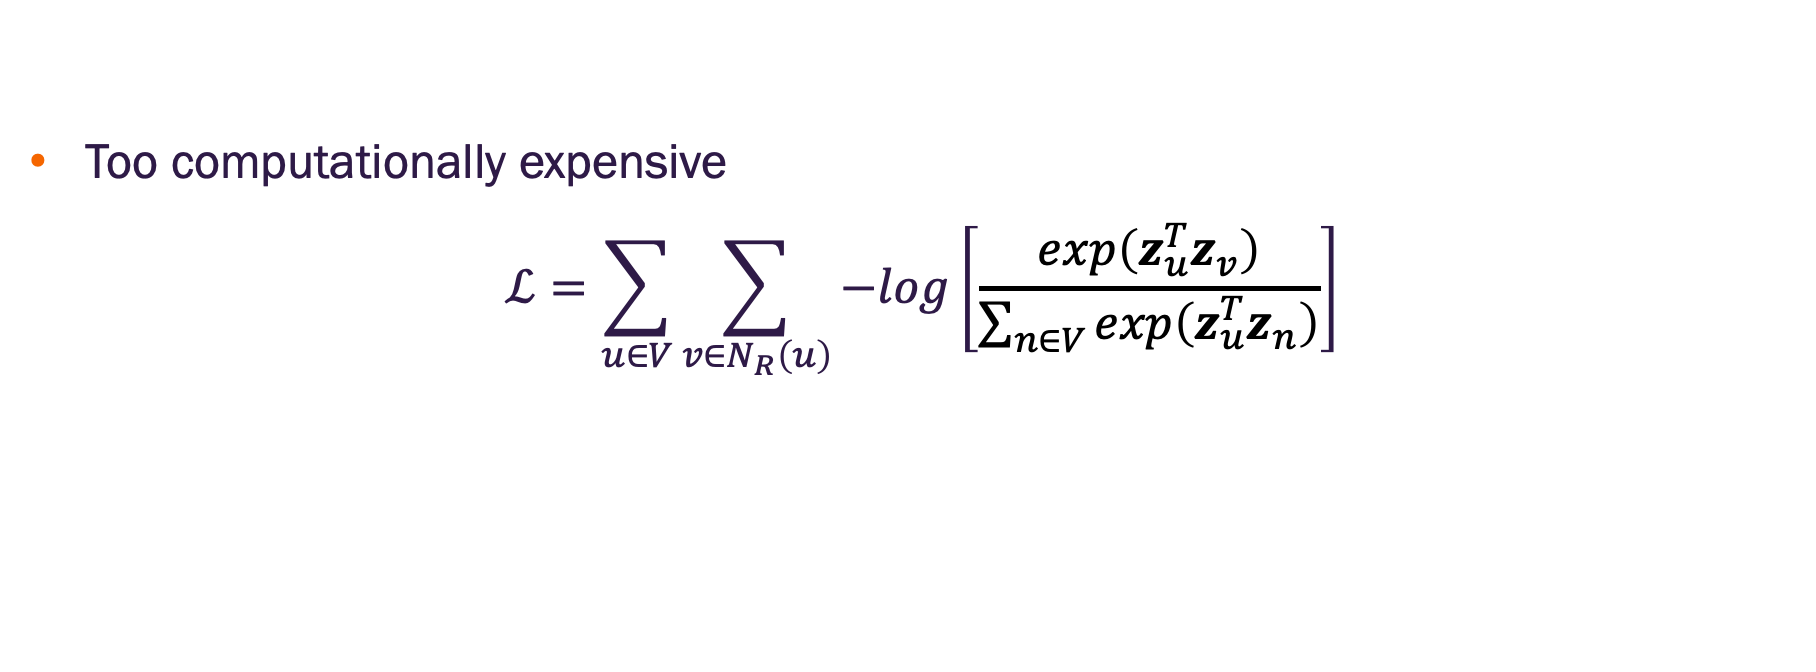 • Too computationally expensive
ℒ = ∑_{u∈V} ∑_{v∈N_R(u)} −log [ exp(𝐳_u^T 𝐳_v) / ∑_{n∈V} exp(𝐳_u^T 𝐳_n) ]